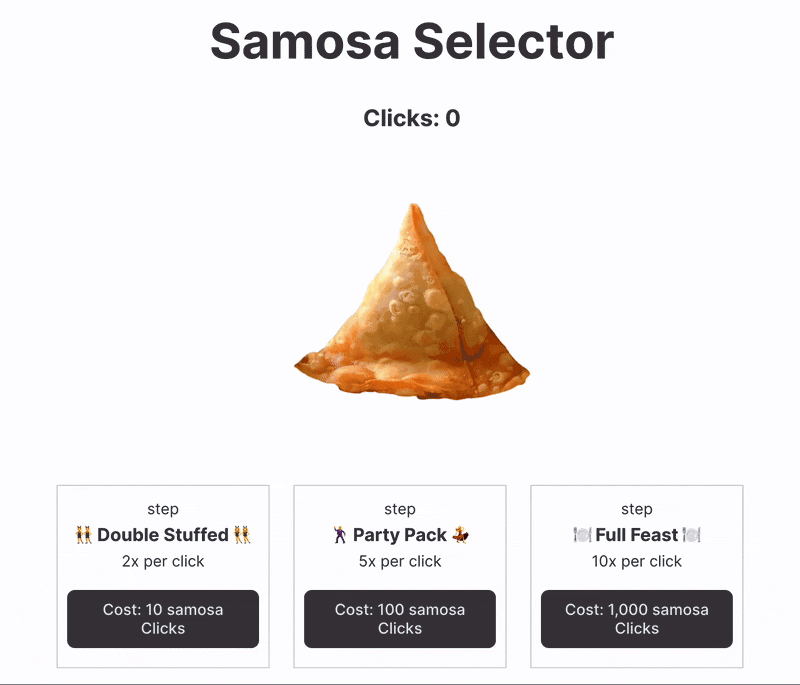 Samosa Selector
Clicks: 0
step
👯 Double Stuffed 👯
2x per click
Cost: 10 samosa
Clicks
step
🕺 Party Pack 💃
5x per click
Cost: 100 samosa
Clicks
step
🍽️ Full Feast 🍽️
10x per click
Cost: 1,000 samosa
Clicks